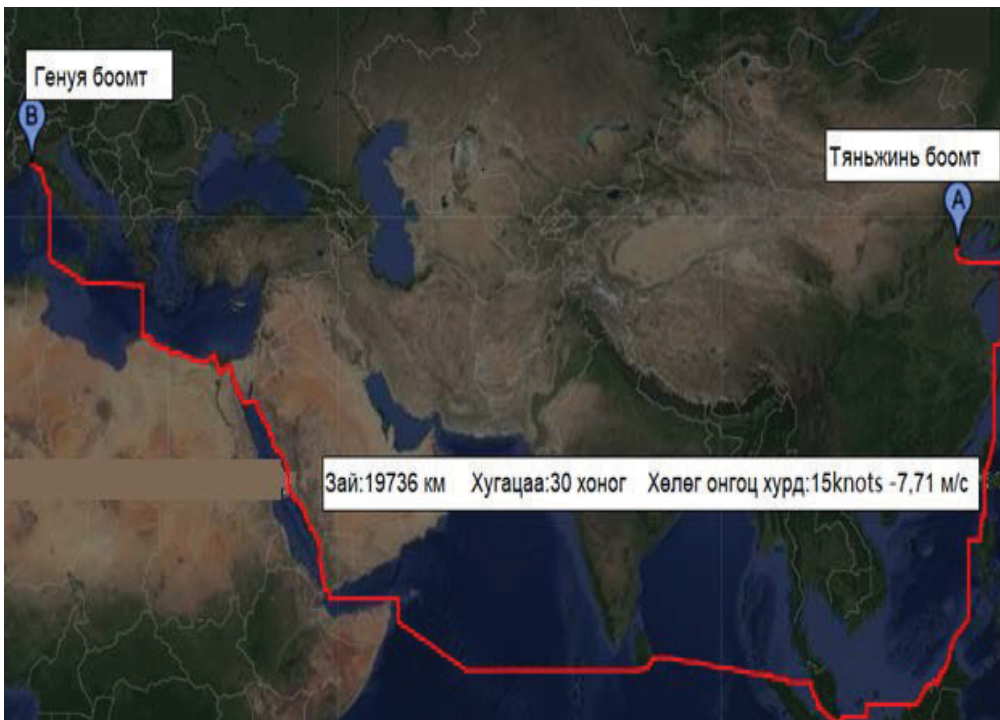 Генуя боомт
B
Тяньжинь боомт
A
Зай:19736 км Хугацаа:30 хоног Хөлөг онгоц хурд:15knots -7,71 м/с